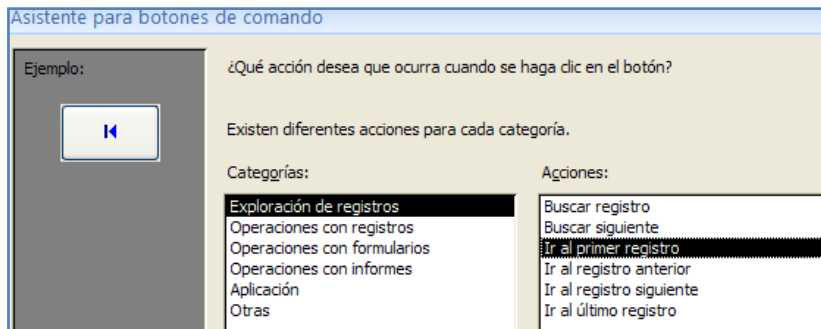 Asistente para botones de comando
Ejemplo:
¿Qué acción desea que ocurra cuando se haga clic en el botón?
Existen diferentes acciones para cada categoría.
Categorías:
Exploración de registros
Operaciones con registros
Operaciones con formularios
Operaciones con informes
Aplicación
Otras
Acciones:
Buscar registro
Buscar siguiente
Ir al primer registro
Ir al registro anterior
Ir al registro siguiente
Ir al último registro